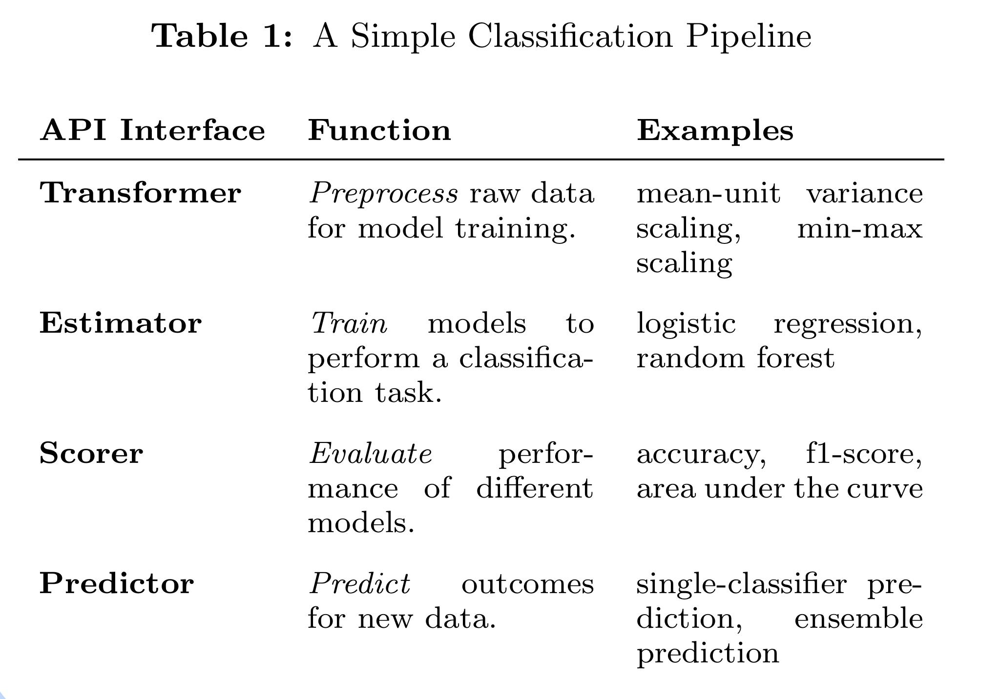 Table 1: A Simple Classification Pipeline
API Interface Function Examples
Transformer Preprocess raw data mean-unit variance
for model training. scaling, min-max
scaling
Estimator Train models to logistic regression,
perform a classifica- random forest
tion task.
Scorer Evaluate perfor- accuracy, f1-score,
mance of different area under the curve
models.
Predictor Predict outcomes single-classifier pre-
for new data. diction, ensemble
prediction